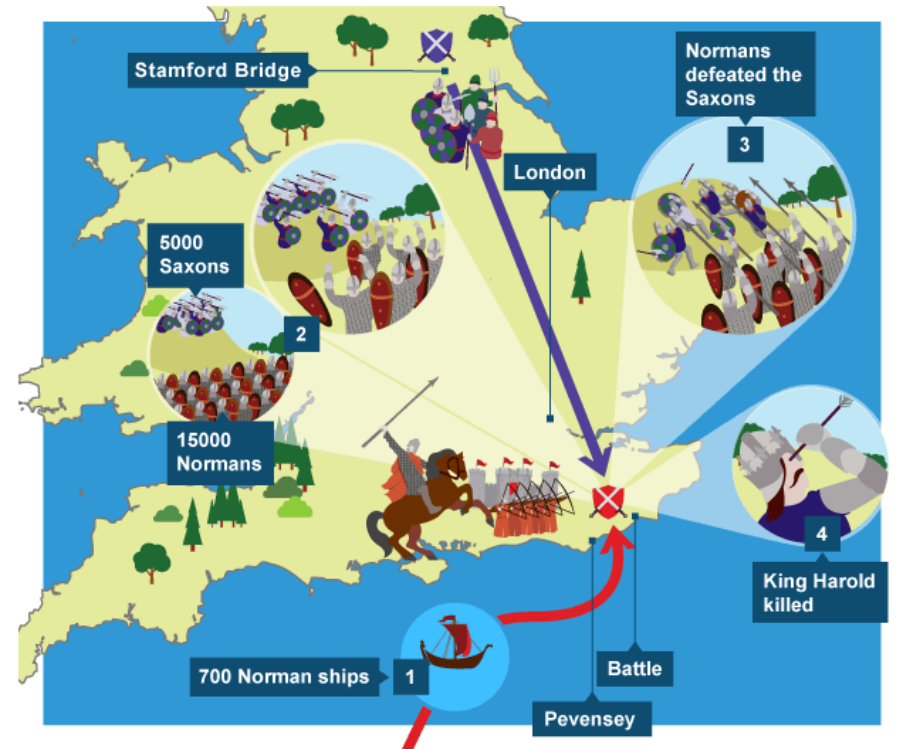 Stamford Bridge
Normans
defeated the
Saxons
3
London
5000
Saxons
2
15000
Normans
4
King Harold
killed
700 Norman ships
1
Battle
Pevensey